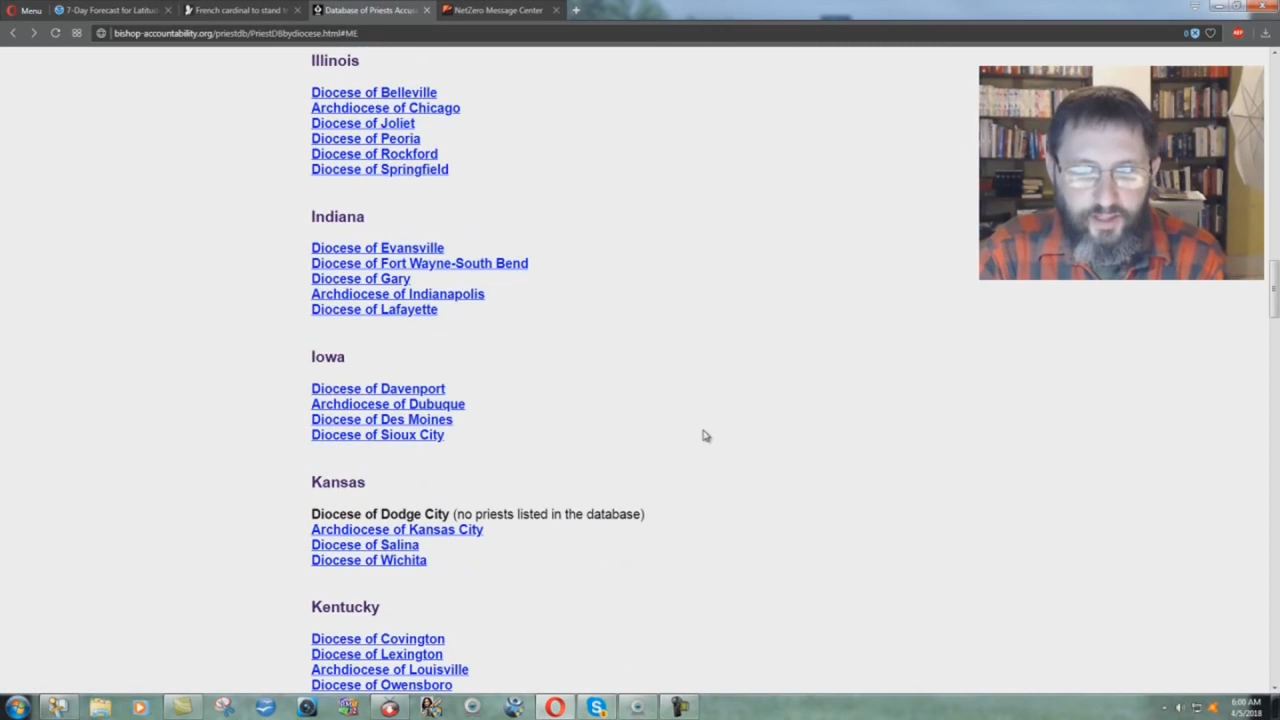 Menu
7-Day Forecast for Latitud
French cardinal to stand tr
Database of Priests Accuse
NetZero Message Center
bishop-accountability.org/priestdb/PriestDBbydiocese.html#ME
0
ABP
Illinois
Diocese of Belleville
Archdiocese of Chicago
Diocese of Joliet
Diocese of Peoria
Diocese of Rockford
Diocese of Springfield
Indiana
Diocese of Evansville
Diocese of Fort Wayne-South Bend
Diocese of Gary
Archdiocese of Indianapolis
Diocese of Lafayette
Iowa
Diocese of Davenport
Archdiocese of Dubuque
Diocese of Des Moines
Diocese of Sioux City
Kansas
Diocese of Dodge City (no priests listed in the database)
Archdiocese of Kansas City
Diocese of Salina
Diocese of Wichita
Kentucky
Diocese of Covington
Diocese of Lexington
Archdiocese of Louisville
Diocese of Owensboro
6:00 AM
4/5/2018